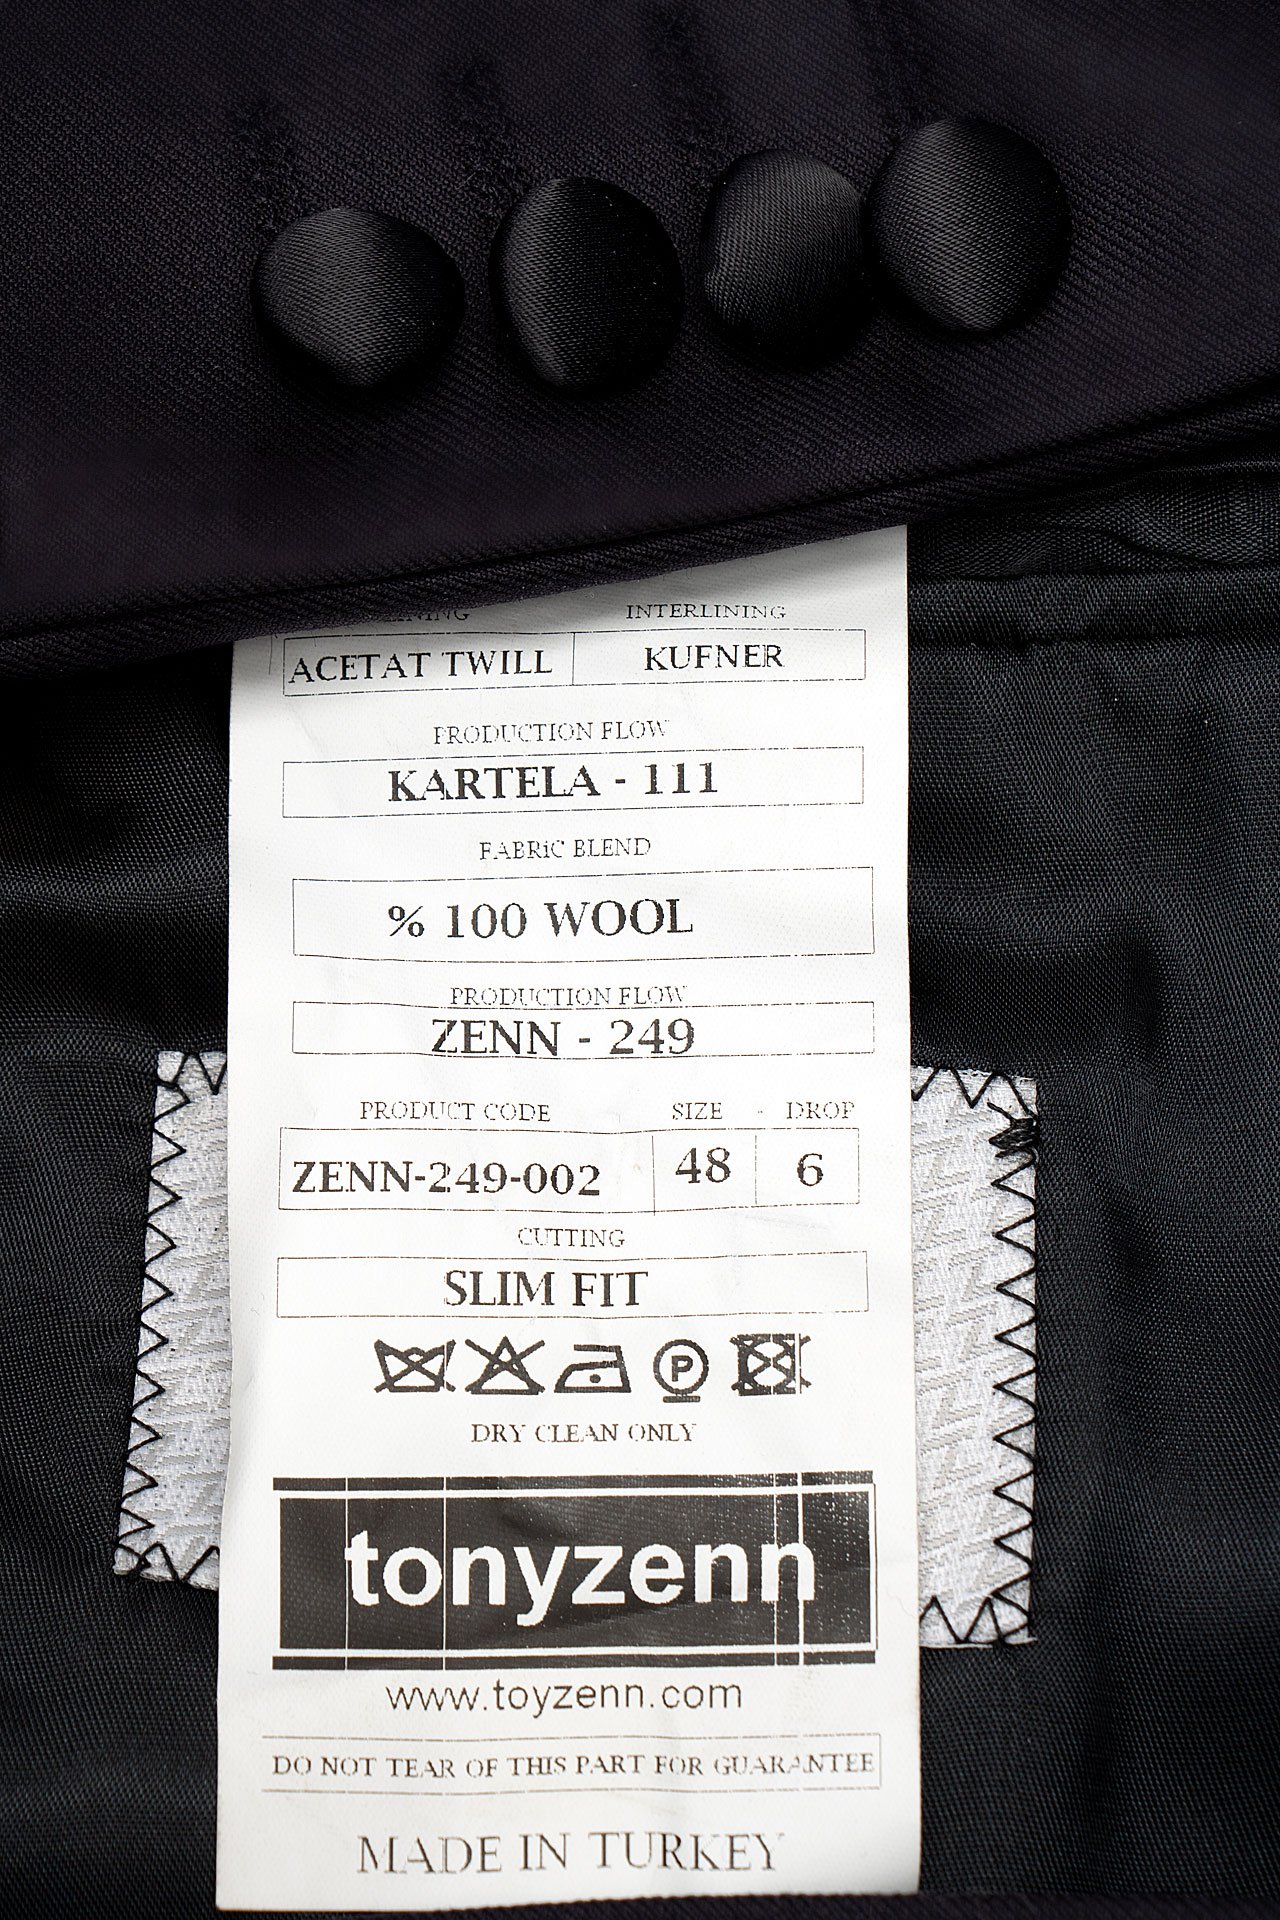 LINING INTERLINING
ACETAT TWILL KUFNER
PRODUCTION FLOW
KARTELA - 111
FABRiC BLEND
% 100 WOOL
PRODUCTION FLOW
ZENN - 249
PRODUCT CODE SIZE - DROP
ZENN-249-002 48 6
CUTTING
SLIM FIT
P
DRY CLEAN ONLY
tonyzenn
www.toyzenn.com
DO NOT TEAR OF THIS PART FOR GUARANTEE
MADE IN TURKEY